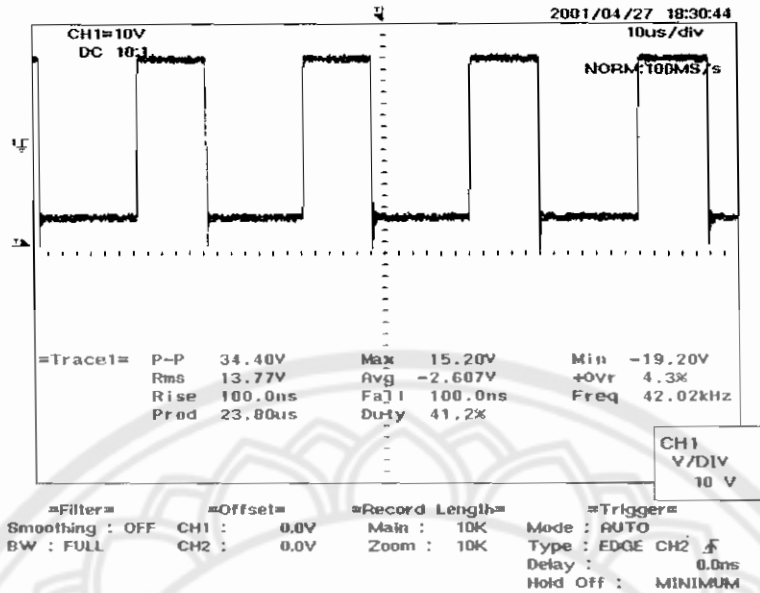 2001/04/27 18:30:44
CH1=10V 10us/div
DC 10:1
NORM:100MS/s
=Trace1= P-P 34.40V Max 15.20V Min -19.20V
Rms 13.77V Avg -2.607V +OVr 4.3%
Rise 100.0ns Fall 100.0ns Freq 42.02kHz
Prod 23.80us Duty 41.2%
CH1
V/DIV
10 V
=Filter= =Offset= =Record Length= =Trigger=
Smoothing : OFF CH1 : 0.0V Main : 10K Mode : AUTO
BW : FULL CH2 : 0.0V Zoom : 10K Type : EDGE CH2
Delay : 0.0ns
Hold Off : MINIMUM